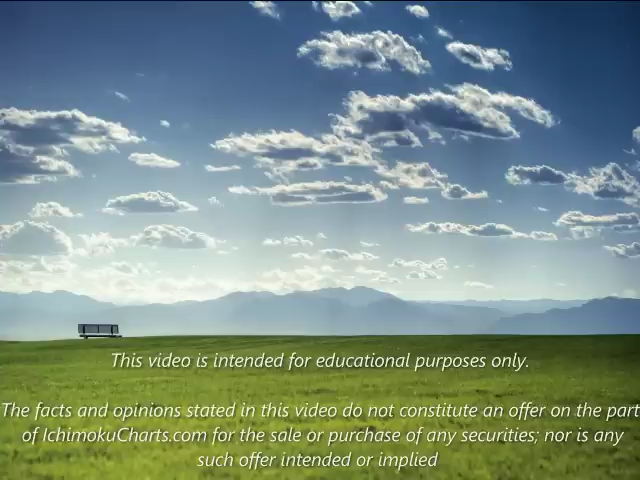 This video is intended for educational purposes only.
The facts and opinions stated in this video do not constitute an offer on the part
of IchimokuCharts.com for the sale or purchase of any securities; nor is any
such offer intended or implied